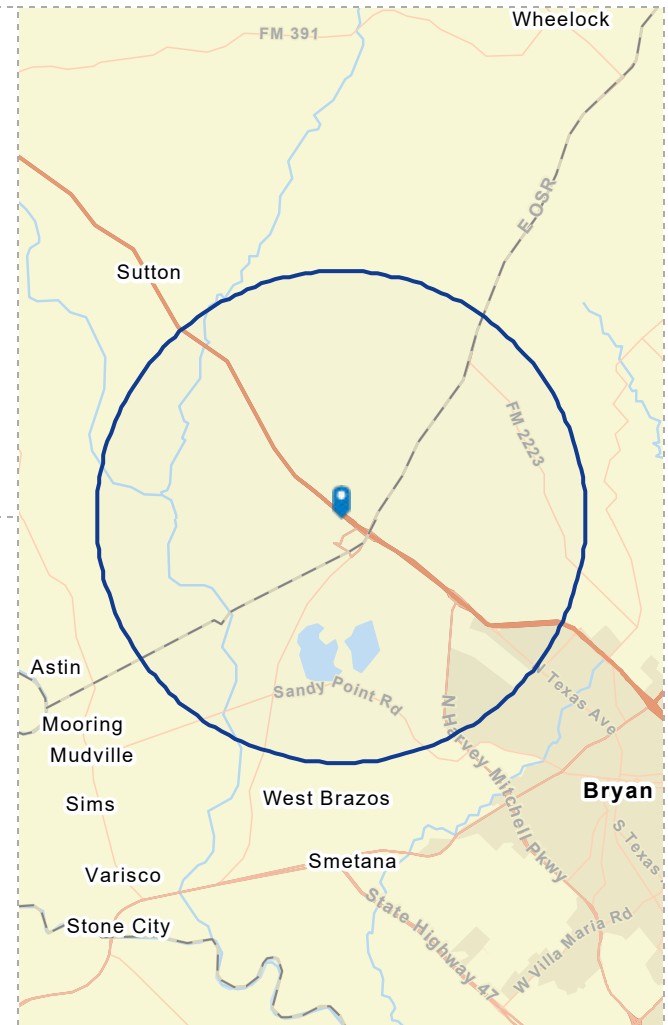 Wheelock
FM 391
E OSR
Sutton
FM 2223
Astin
Sandy Point Rd
N Texas Ave
Mooring
N Harvey Mitchell Pkwy
Mudville
Bryan
Sims
West Brazos
S Texas
Smetana
Varisco
State Highway 47
W Villa Maria Rd
Stone City